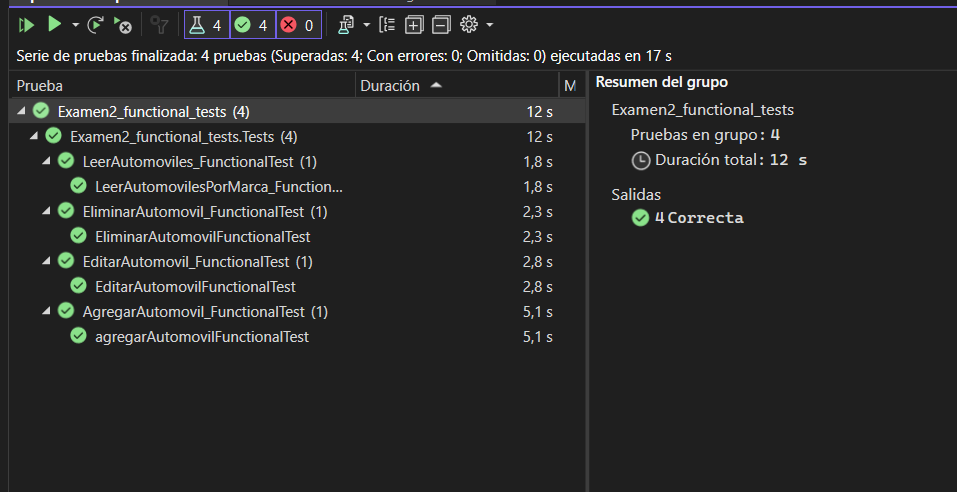 4 4 0
Serie de pruebas finalizada: 4 pruebas (Superadas: 4; Con errores: 0; Omitidas: 0) ejecutadas en 17 s
Prueba Duración M
Examen2_functional_tests (4) 12 s
Examen2_functional_tests.Tests (4) 12 s
LeerAutomoviles_FunctionalTest (1) 1,8 s
LeerAutomovilesPorMarca_Function... 1,8 s
EliminarAutomovil_FunctionalTest (1) 2,3 s
EliminarAutomovilFunctionalTest 2,3 s
EditarAutomovil_FunctionalTest (1) 2,8 s
EditarAutomovilFunctionalTest 2,8 s
AgregarAutomovil_FunctionalTest (1) 5,1 s
agregarAutomovilFunctionalTest 5,1 s
Resumen del grupo
Examen2_functional_tests
Pruebas en grupo: 4
Duración total: 12 s
Salidas
4 Correcta